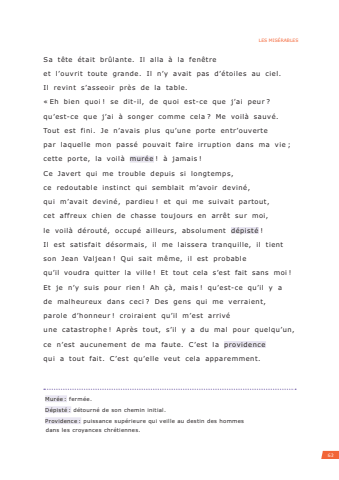 LES MISÉRABLES
Sa tête était brûlante. Il alla à la fenêtre
et l'ouvrit toute grande. Il n'y avait pas d'étoiles au ciel.
Il revint s'asseoir près de la table.
« Eh bien quoi ! se dit-il, de quoi est-ce que j'ai peur ?
qu'est-ce que j'ai à songer comme cela ? Me voilà sauvé.
Tout est fini. Je n'avais plus qu'une porte entr'ouverte
par laquelle mon passé pouvait faire irruption dans ma vie ;
cette porte, la voilà murée ! à jamais !
Ce Javert qui me trouble depuis si longtemps,
ce redoutable instinct qui semblait m'avoir deviné,
qui m'avait deviné, pardieu ! et qui me suivait partout,
cet affreux chien de chasse toujours en arrêt sur moi,
le voilà dérouté, occupé ailleurs, absolument dépisté !
Il est satisfait désormais, il me laissera tranquille, il tient
son Jean Valjean ! Qui sait même, il est probable
qu'il voudra quitter la ville ! Et tout cela s'est fait sans moi !
Et je n'y suis pour rien ! Ah çà, mais ! qu'est-ce qu'il y a
de malheureux dans ceci ? Des gens qui me verraient,
parole d'honneur ! croiraient qu'il m'est arrivé
une catastrophe ! Après tout, s'il y a du mal pour quelqu'un,
ce n'est aucunement de ma faute. C'est la providence
qui a tout fait. C'est qu'elle veut cela apparemment.
Murée : fermée.
Dépisté : détourné de son chemin initial.
Providence : puissance supérieure qui veille au destin des hommes
dans les croyances chrétiennes.
63